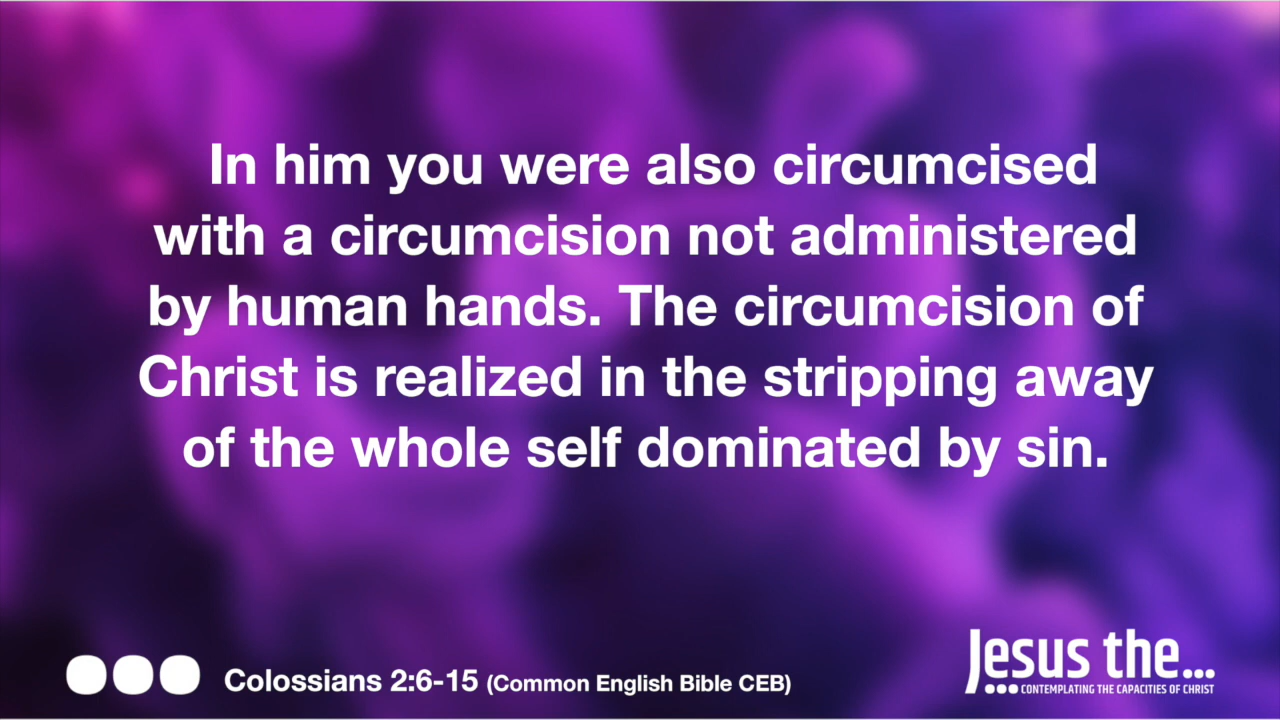 In him you were also circumcised
with a circumcision not administered
by human hands. The circumcision of
Christ is realized in the stripping away
of the whole self dominated by sin.
Colossians 2:6-15 (Common English Bible CEB)
Jesus the...
CONTEMPLATING THE CAPACITIES OF CHRIST